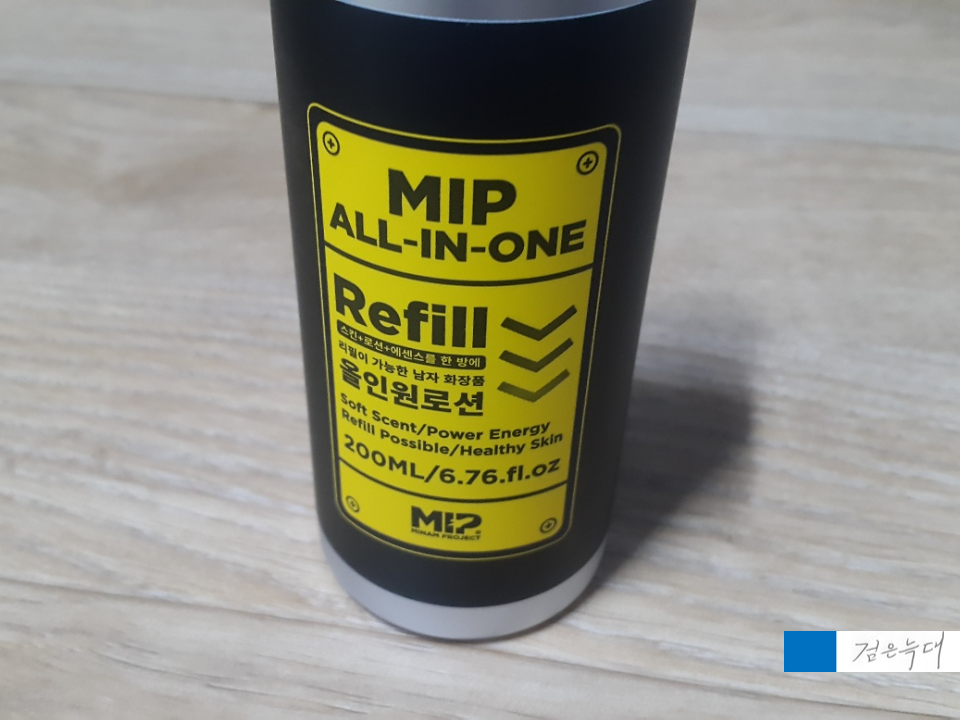 MIP
ALL-IN-ONE
Refill
스킨+로션+에센스를 한 방에
리필이 가능한 남자 화장품
올인원로션
Soft Scent/Power Energy
Refill Possible/Healthy Skin
200ML/6.76.fl.oz
MIP
MINAM PROJECT
검은늑대